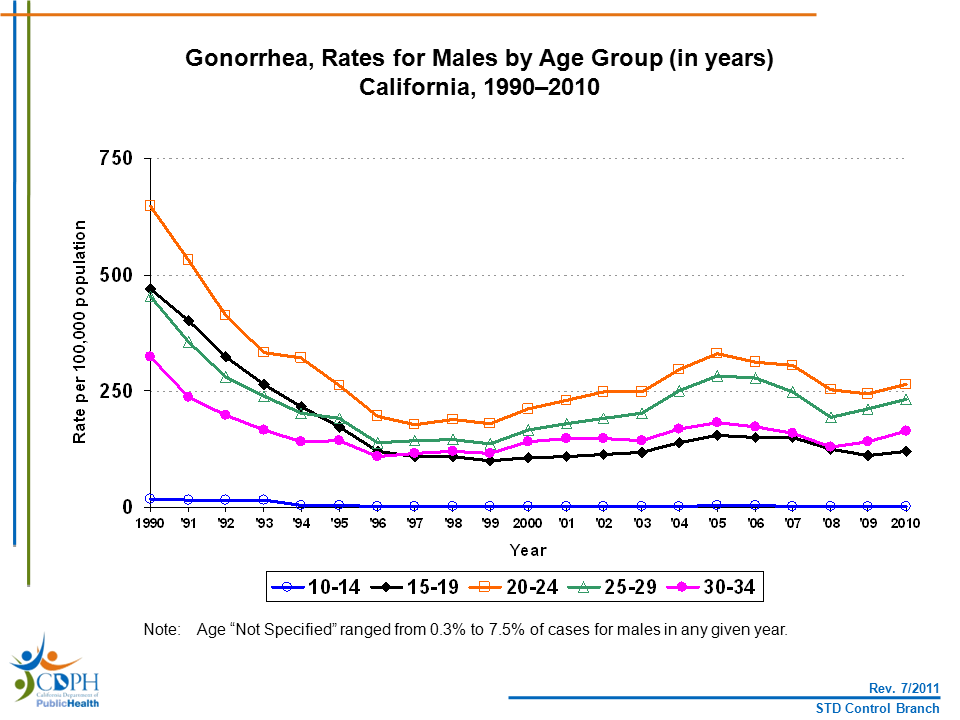 Gonorrhea, Rates for Males by Age Group (in years)
California, 1990–2010
750
500
250
0
Rate per 100,000 population
1990 '91 '92 '93 '94 '95 '96 '97 '98 '99 2000 '01 '02 '03 '04 '05 '06 '07 '08 '09 2010
Year
10-14 15-19 20-24 25-29 30-34
Note: Age “Not Specified” ranged from 0.3% to 7.5% of cases for males in any given year.
CDPH
California Department of
PublicHealth
Rev. 7/2011
STD Control Branch